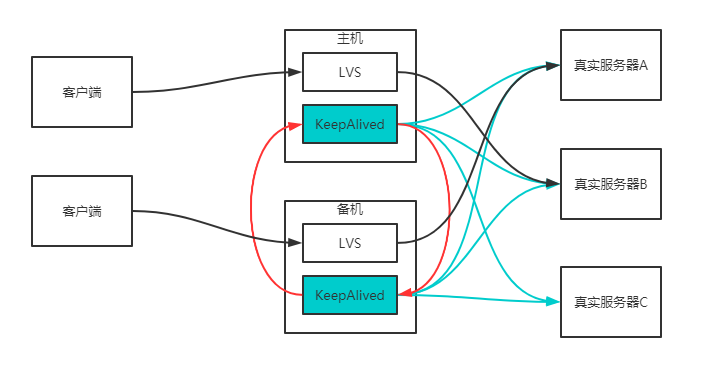 主机
LVS
KeepAlived
客户端
客户端
备机
LVS
KeepAlived
真实服务器A
真实服务器B
真实服务器C